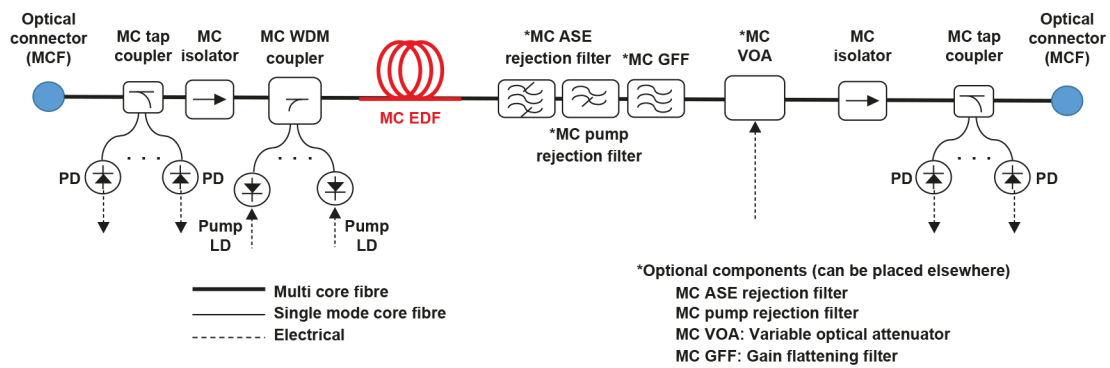 Optical
connector
(MCF)
MC tap
coupler
MC
isolator
MC WDM
coupler
MC EDF
*MC ASE
rejection filter
*MC GFF
*MC pump
rejection filter
*MC
VOA
MC
isolator
MC tap
coupler
Optical
connector
(MCF)
PD
PD
Pump
LD
Pump
LD
PD
PD
Multi core fibre
Single mode core fibre
Electrical
*Optional components (can be placed elsewhere)
MC ASE rejection filter
MC pump rejection filter
MC VOA: Variable optical attenuator
MC GFF: Gain flattening filter